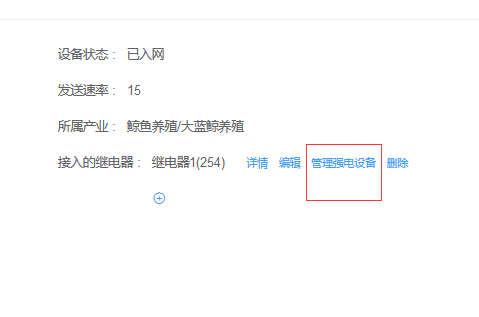 设备状态： 已入网
发送速率： 15
所属产业： 鲸鱼养殖/大蓝鲸养殖
接入的继电器： 继电器1(254) 详情 编辑 管理强电设备 删除